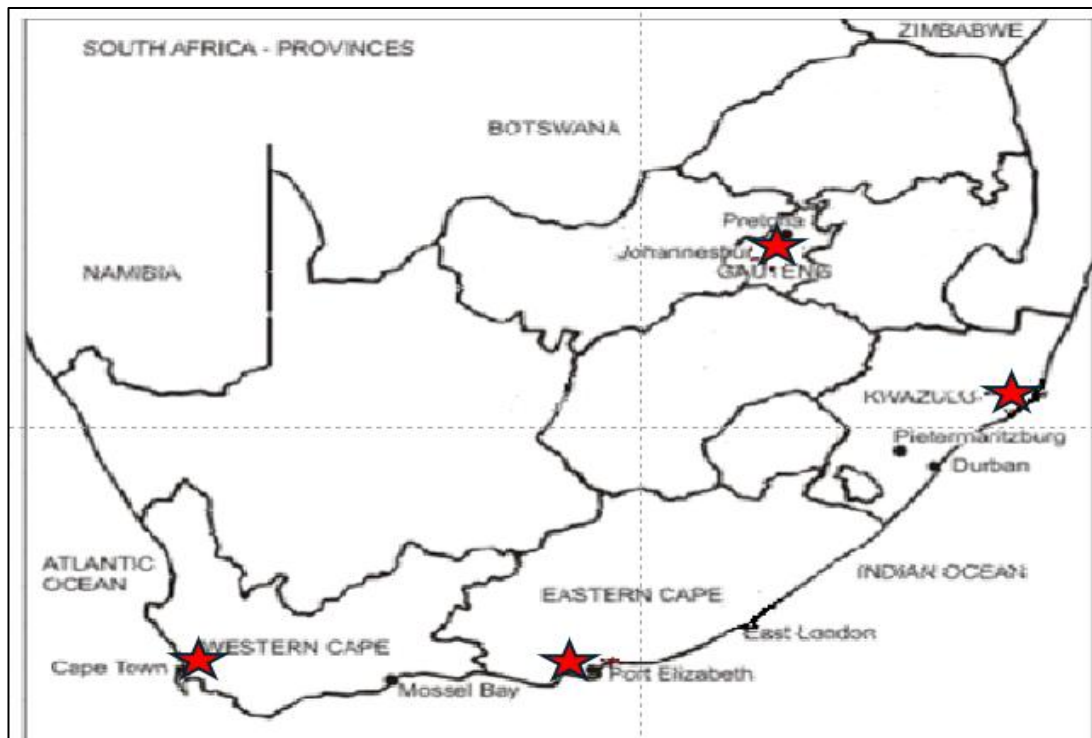 ZIMBABWE
SOUTH AFRICA - PROVINCES
BOTSWANA
Pretoria
Johannesbur
GAUTENG
NAMIBIA
KWAZULU-
Pietermaritzburg
Durban
ATLANTIC
OCEAN
INDIAN OCEAN
EASTERN CAPE
East London
WESTERN CAPE
Cape Town
Port Elizabeth
Mossel Bay